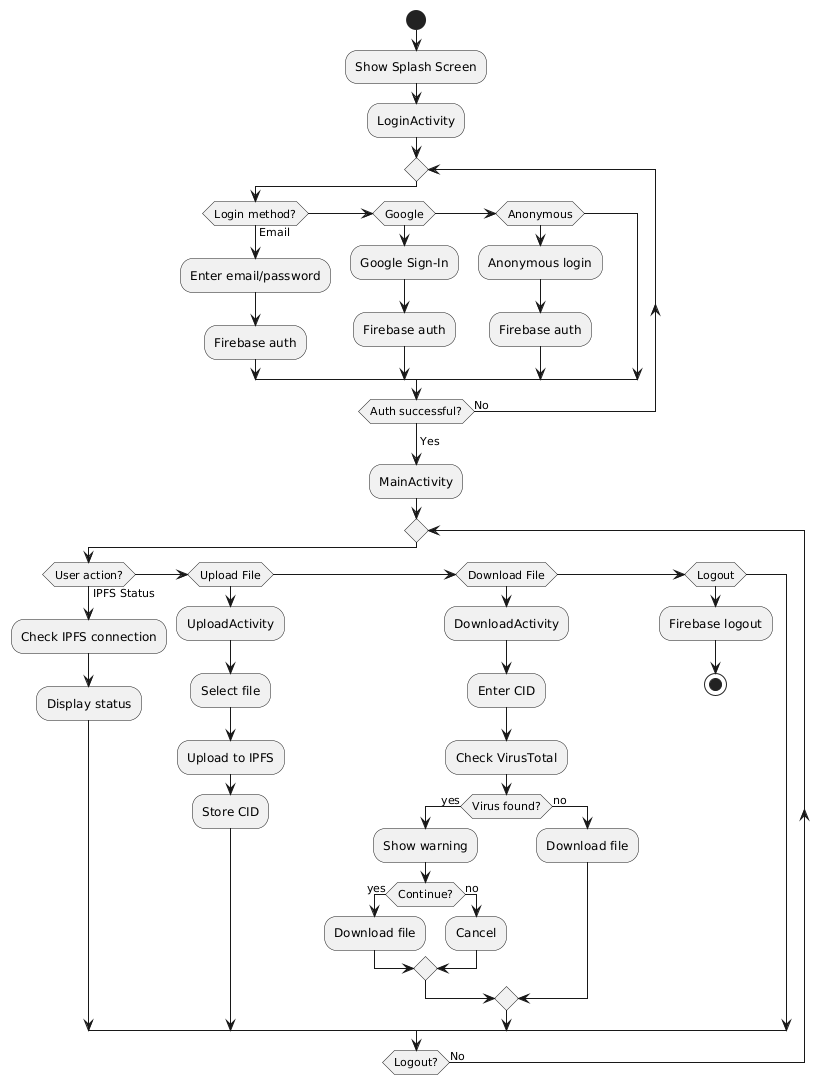 Show Splash Screen
LoginActivity
Login method?
Google
Anonymous
Email
Enter email/password
Google Sign-In
Anonymous login
Firebase auth
Firebase auth
Firebase auth
Auth successful?
No
Yes
MainActivity
User action?
Upload File
Download File
Logout
IPFS Status
Check IPFS connection
UploadActivity
DownloadActivity
Firebase logout
Display status
Select file
Enter CID
Upload to IPFS
Check VirusTotal
Store CID
yes
Virus found?
no
Show warning
Download file
yes
Continue?
no
Download file
Cancel
Logout?
No